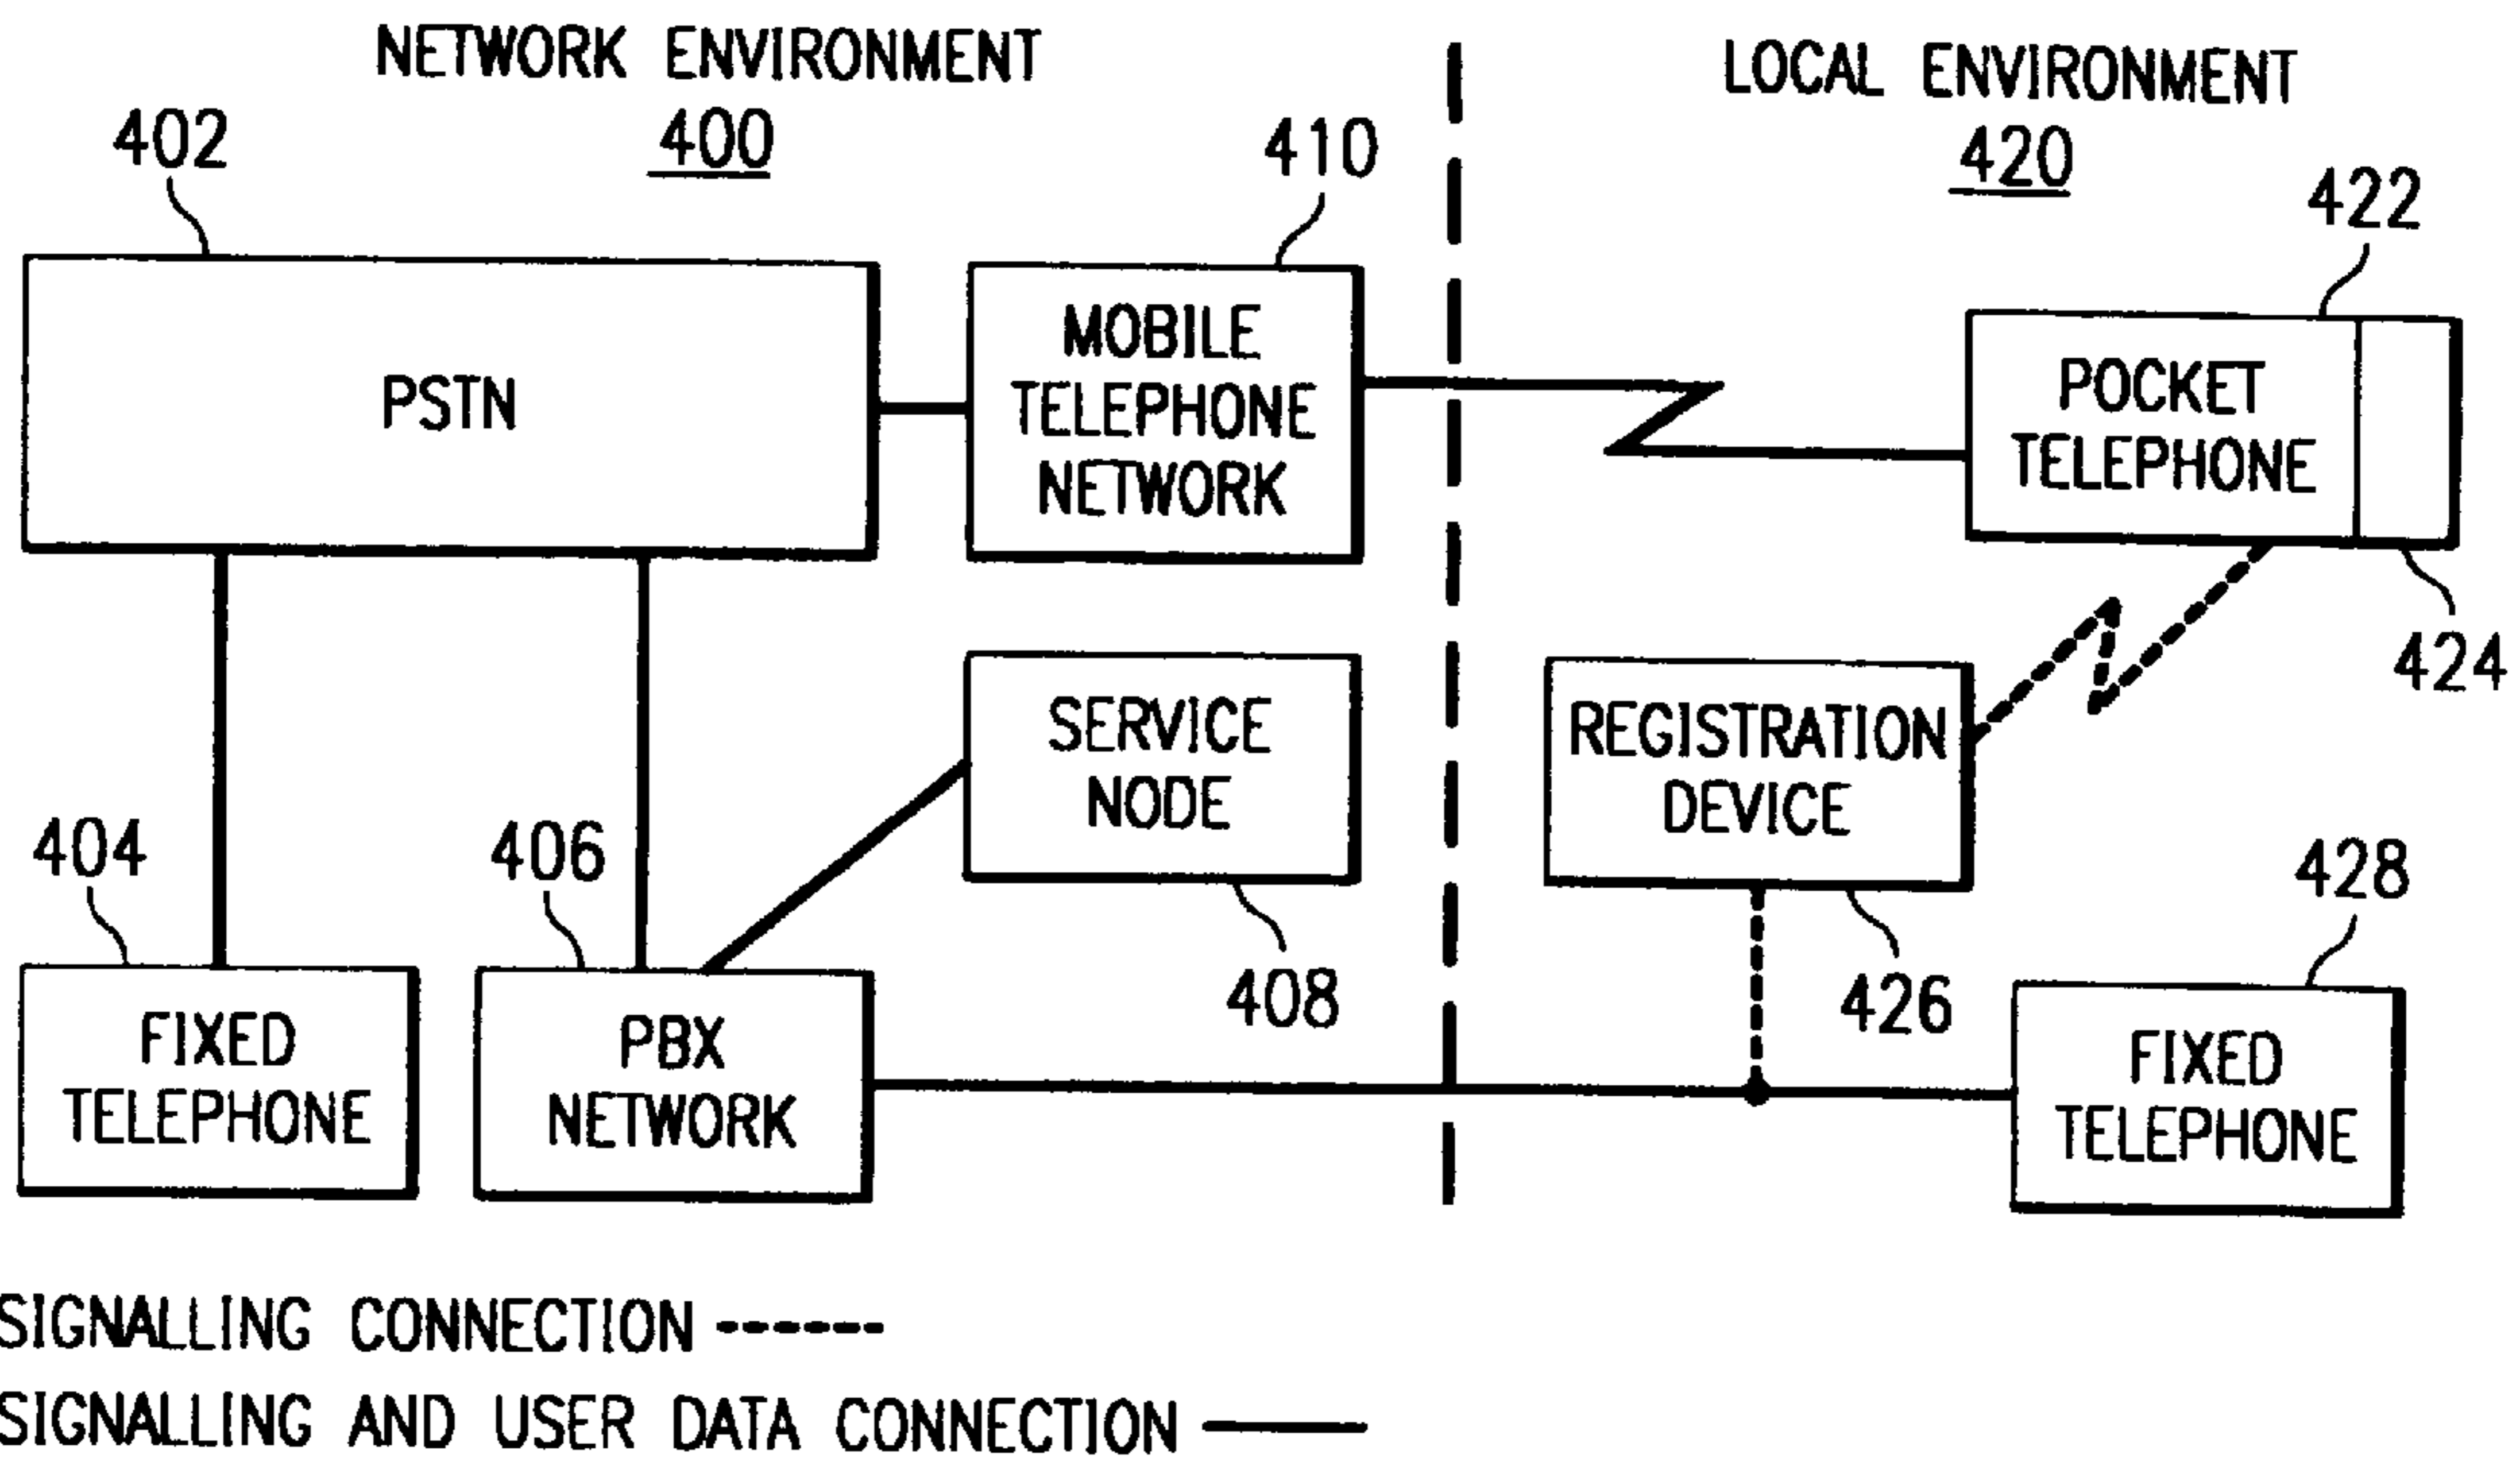 NETWORK ENVIRONMENT
400
LOCAL ENVIRONMENT
420
402
410
422
PSTN
MOBILE
TELEPHONE
NETWORK
POCKET
TELEPHONE
424
SERVICE
NODE
408
REGISTRATION
DEVICE
426
404
406
428
FIXED
TELEPHONE
PBX
NETWORK
FIXED
TELEPHONE
SIGNALLING CONNECTION
SIGNALLING AND USER DATA CONNECTION